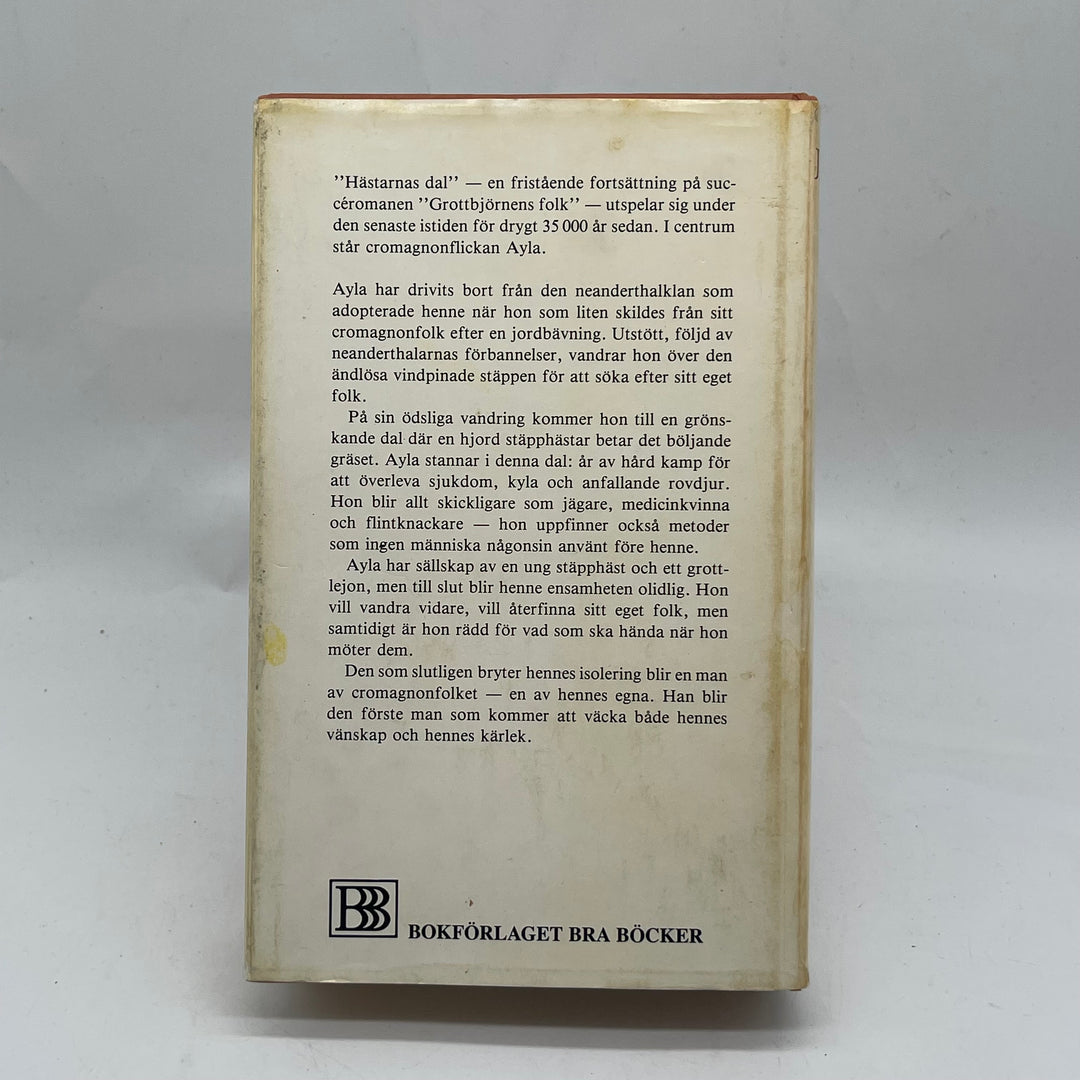 ”Hästarnas dal” — en fristående fortsättning på suc-
céromanen ”Grottbjörnens folk” — utspelar sig under
den senaste istiden för drygt 35 000 år sedan. I centrum
står cromagnonflickan Ayla.
Ayla har drivits bort från den neanderthalklan som
adopterade henne när hon som liten skildes från sitt
cromagnonfolk efter en jordbävning. Utstött, följd av
neanderthalarnas förbannelser, vandrar hon över den
ändlösa vindpinade stäppen för att söka efter sitt eget
folk.
På sin ödsliga vandring kommer hon till en gröns-
kande dal där en hjord stäpphästar betar det böljande
gräset. Ayla stannar i denna dal: år av hård kamp för
att överleva sjukdom, kyla och anfallande rovdjur.
Hon blir allt skickligare som jägare, medicinkvinna
och flintknackare — hon uppfinner också metoder
som ingen människa någonsin använt före henne.
Ayla har sällskap av en ung stäpphäst och ett grott-
lejon, men till slut blir henne ensamheten olidlig. Hon
vill vandra vidare, vill återfinna sitt eget folk, men
samtidigt är hon rädd för vad som ska hända när hon
möter dem.
Den som slutligen bryter hennes isolering blir en man
av cromagnonfolket — en av hennes egna. Han blir
den förste man som kommer att väcka både hennes
vänskap och hennes kärlek.
BBB
BOKFÖRLAGET BRA BÖCKER